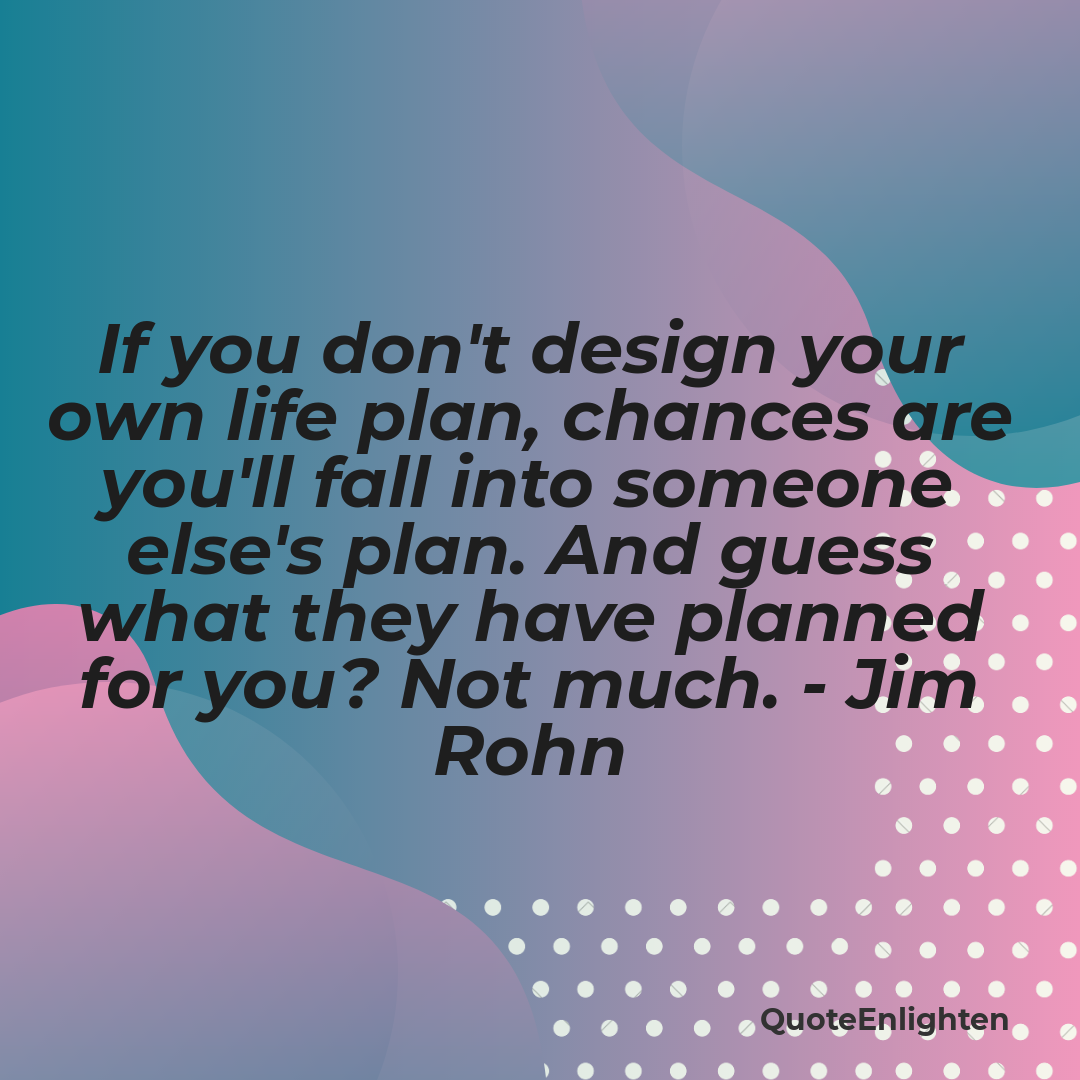 If you don't design your
own life plan, chances are
you'll fall into someone
else's plan. And guess
what they have planned
for you? Not much. - Jim
Rohn
QuoteEnlighten